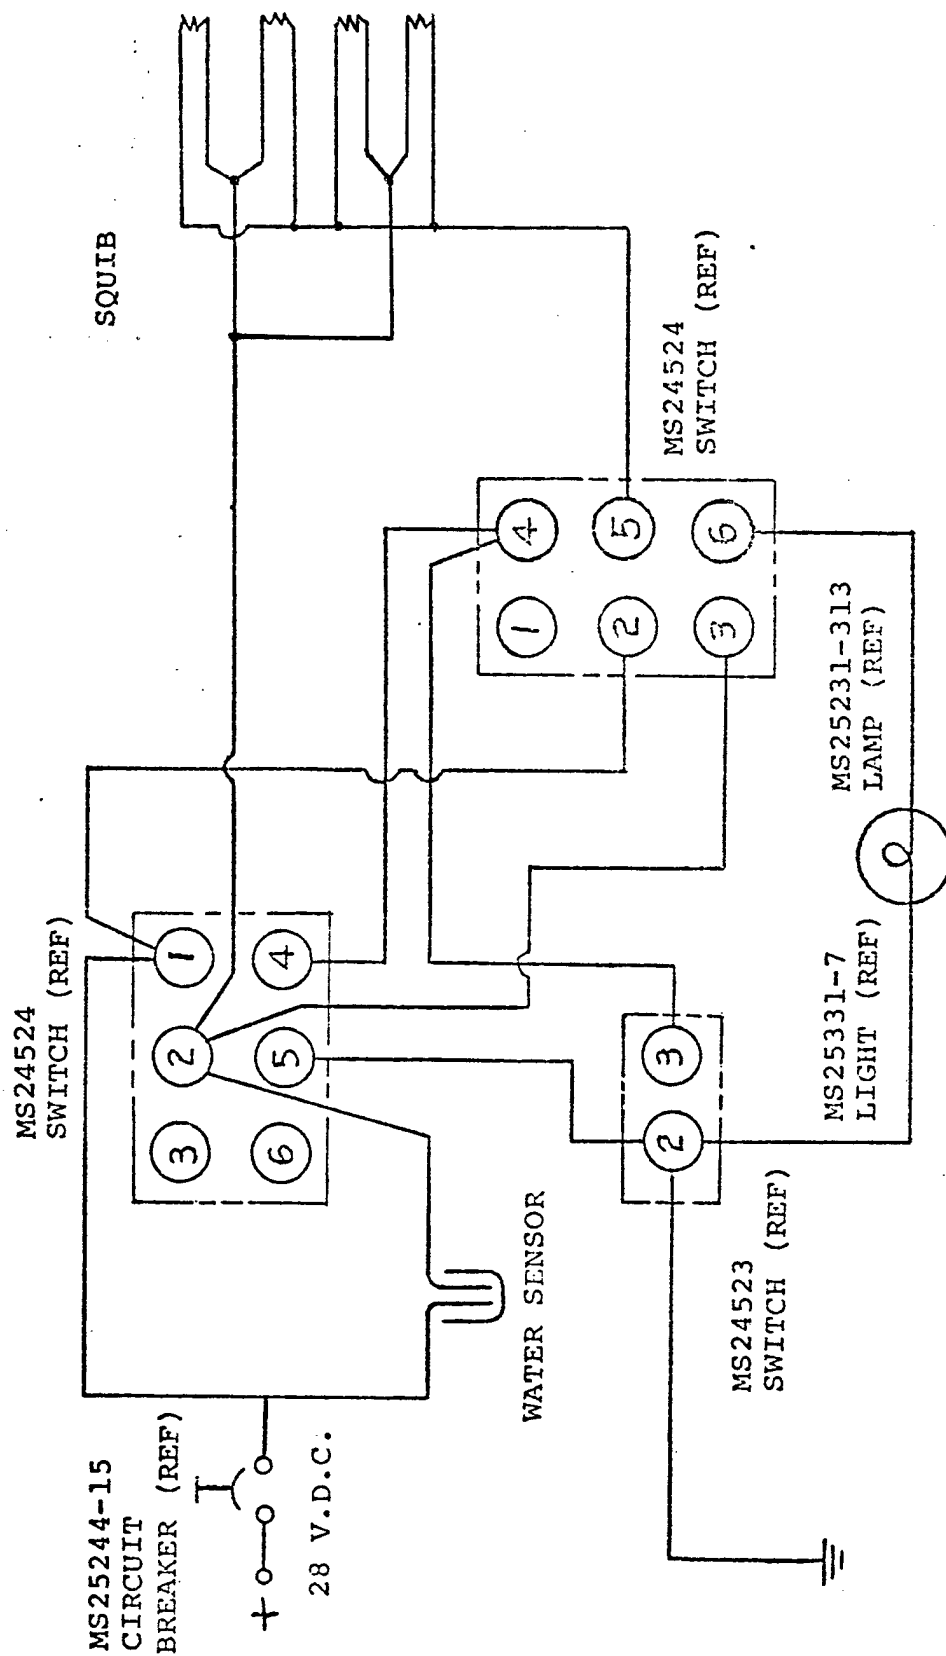 MS25244-15
CIRCUIT
BREAKER (REF)
+
28 V.D.C.
MS24524
SWITCH (REF)
3 2 1
6 5 4
WATER SENSOR
MS24523
SWITCH (REF)
2 3
MS25331-7
LIGHT (REF)
MS25231-313
LAMP (REF)
1 4
2 5
3 6
MS24524
SWITCH (REF)
SQUIB